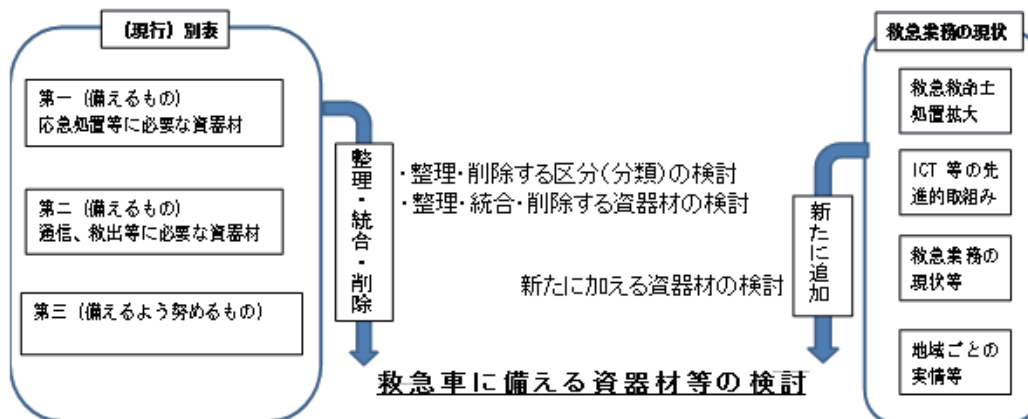 （現行）別表
第一（備えるもの）
応急処置等に必要な資器材
第二（備えるもの）
通信、救出等に必要な資器材
第三（備えるよう努めるもの）
整理・統合・削除
・整理・削除する区分（分類）の検討
・整理・統合・削除する資器材の検討
新たに加える資器材の検討
新たに追加
救急業務の現状
救急救命士
処置拡大
ICT 等の先
進的取組み
救急業務の
現状等
地域ごとの
実情等
救急車に備える資器材等の検討